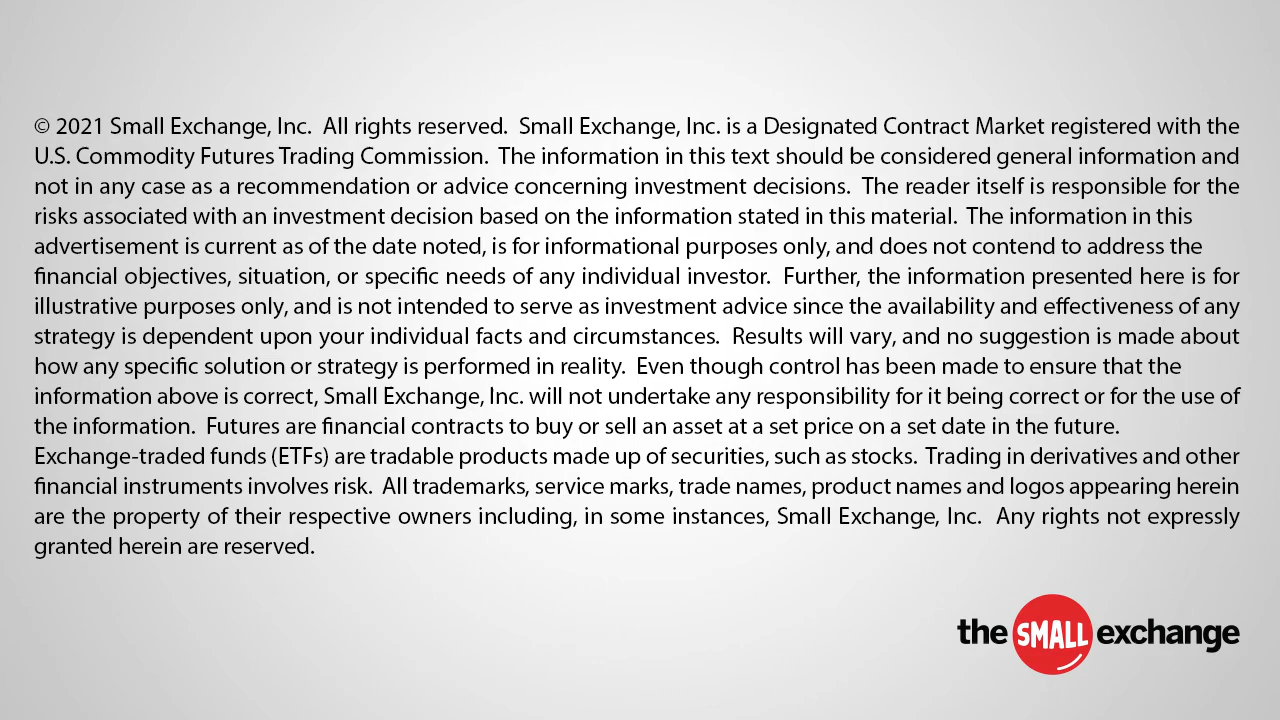 © 2021 Small Exchange, Inc.  All rights reserved.  Small Exchange, Inc. is a Designated Contract Market registered with the
U.S. Commodity Futures Trading Commission.  The information in this text should be considered general information and
not in any case as a recommendation or advice concerning investment decisions.  The reader itself is responsible for the
risks associated with an investment decision based on the information stated in this material.  The information in this
advertisement is current as of the date noted, is for informational purposes only, and does not contend to address the
financial objectives, situation, or specific needs of any individual investor.  Further, the information presented here is for
illustrative purposes only, and is not intended to serve as investment advice since the availability and effectiveness of any
strategy is dependent upon your individual facts and circumstances.  Results will vary, and no suggestion is made about
how any specific solution or strategy is performed in reality.  Even though control has been made to ensure that the
information above is correct, Small Exchange, Inc. will not undertake any responsibility for it being correct or for the use of
the information.  Futures are financial contracts to buy or sell an asset at a set price on a set date in the future.
Exchange-traded funds (ETFs) are tradable products made up of securities, such as stocks.  Trading in derivatives and other
financial instruments involves risk.  All trademarks, service marks, trade names, product names and logos appearing herein
are the property of their respective owners including, in some instances, Small Exchange, Inc.  Any rights not expressly
granted herein are reserved.
the SMALL exchange